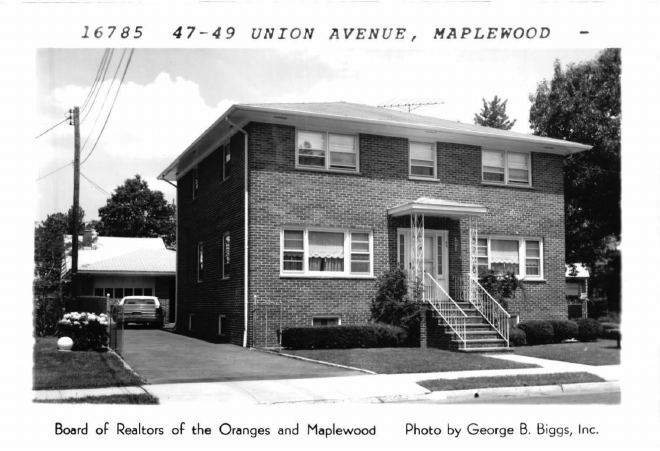 16785 47-49 UNION AVENUE, MAPLEWOOD -
Board of Realtors of the Oranges and Maplewood Photo by George B. Biggs, Inc.